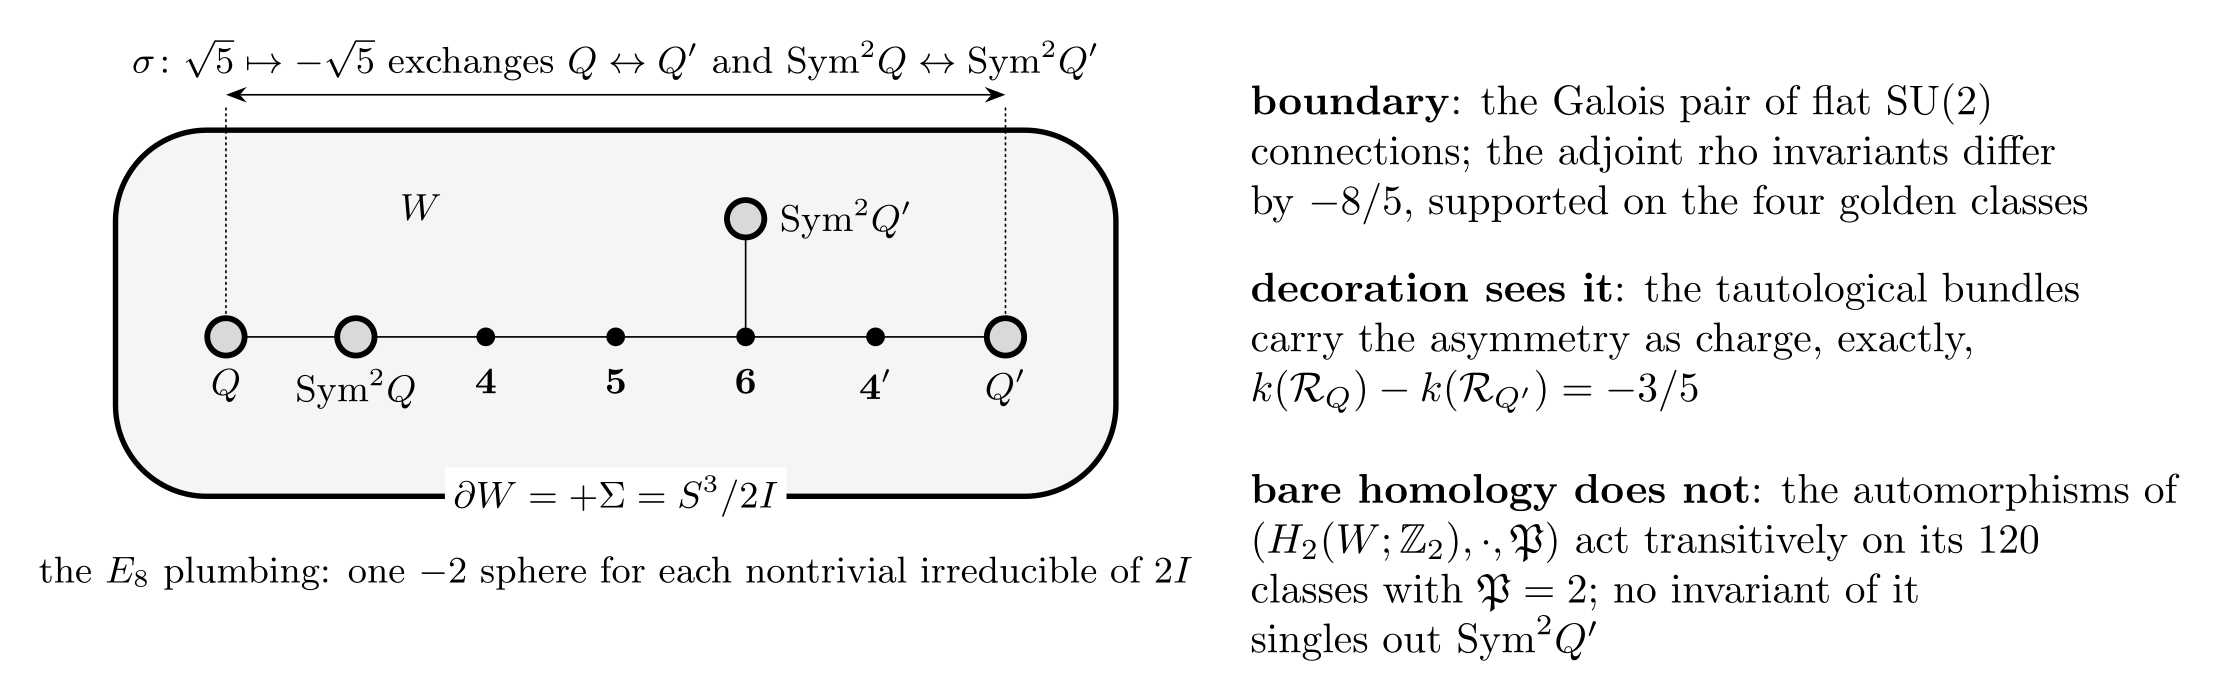 σ: √5 ↦ −√5 exchanges Q ↔ Q′ and Sym²Q ↔ Sym²Q′
W
Sym²Q′
Q
Sym²Q
4
5
6
4′
Q′
∂W = +Σ = S³/2I
the E₈ plumbing: one −2 sphere for each nontrivial irreducible of 2I
boundary: the Galois pair of flat SU(2)
connections; the adjoint rho invariants differ
by −8/5, supported on the four golden classes
decoration sees it: the tautological bundles
carry the asymmetry as charge, exactly,
k(ℛ_Q) − k(ℛ_Q′) = −3/5
bare homology does not: the automorphisms of
(H₂(W; ℤ₂), ·, 𝔓) act transitively on its 120
classes with 𝔓 = 2; no invariant of it
singles out Sym²Q′